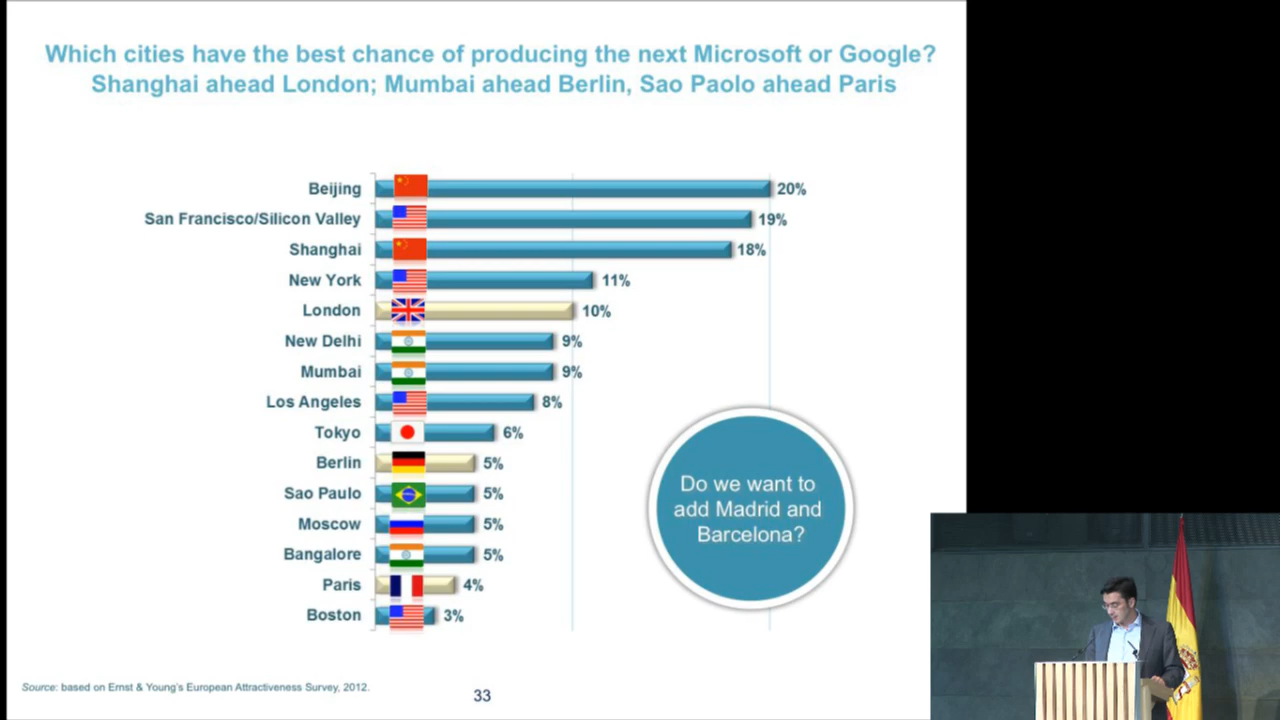 Which cities have the best chance of producing the next Microsoft or Google?
Shanghai ahead London; Mumbai ahead Berlin, Sao Paolo ahead Paris
Beijing 20%
San Francisco/Silicon Valley 19%
Shanghai 18%
New York 11%
London 10%
New Delhi 9%
Mumbai 9%
Los Angeles 8%
Tokyo 6%
Berlin 5%
Sao Paulo 5%
Moscow 5%
Bangalore 5%
Paris 4%
Boston 3%
Do we want to
add Madrid and
Barcelona?
Source: based on Ernst & Young's European Attractiveness Survey, 2012.
33